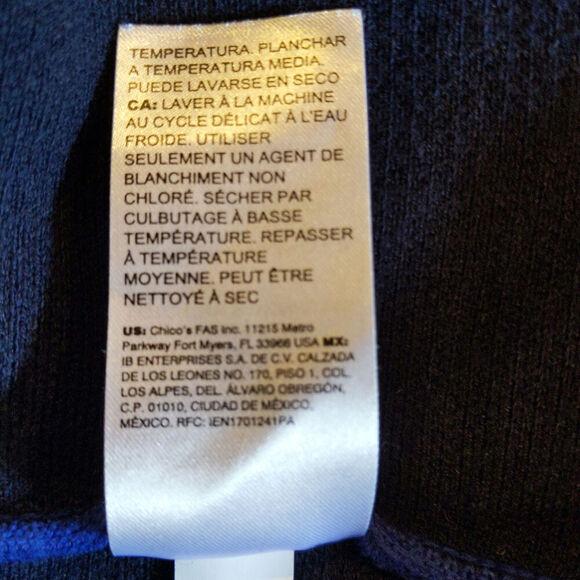 TEMPERATURA. PLANCHAR
A TEMPERATURA MEDIA.
PUEDE LAVARSE EN SECO
CA: LAVER À LA MACHINE
AU CYCLE DÉLICAT À L'EAU
FROIDE. UTILISER
SEULEMENT UN AGENT DE
BLANCHIMENT NON
CHLORÉ. SÉCHER PAR
CULBUTAGE À BASSE
TEMPÉRATURE. REPASSER
À TEMPÉRATURE
MOYENNE. PEUT ÊTRE
NETTOYÉ À SEC
US: Chico's FAS Inc. 11215 Metro
Parkway Fort Myers, FL 33966 USA MX:
IB ENTERPRISES S.A. DE C.V. CALZADA
DE LOS LEONES NO. 170, PISO 1, COL.
LOS ALPES, DEL. ÁLVARO OBREGÓN,
C.P. 01010, CIUDAD DE MÉXICO,
MÉXICO. RFC: IEN1701241PA